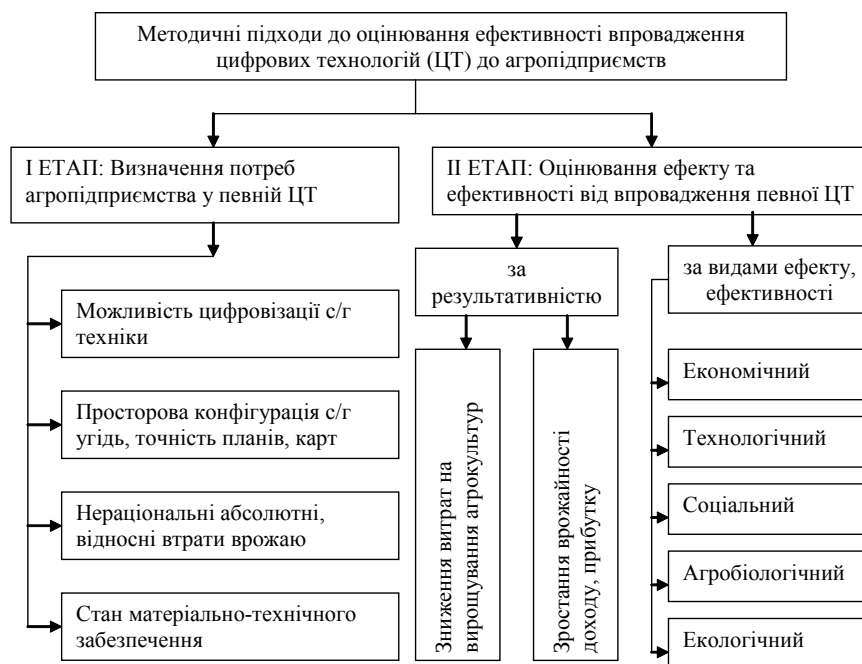 Методичні підходи до оцінювання ефективності впровадження
цифрових технологій (ЦТ) до агропідприємств
І ЕТАП: Визначення потреб
агропідприємства у певній ЦТ
ІІ ЕТАП: Оцінювання ефекту та
ефективності від впровадження певної ЦТ
Можливість цифровізації с/г
техніки
Просторова конфігурація с/г
угідь, точність планів, карт
Нераціональні абсолютні,
відносні втрати врожаю
Стан матеріально-технічного
забезпечення
за
результативністю
Зниження витрат на
вирощування агрокультур
Зростання врожайності
доходу, прибутку
за видами ефекту,
ефективності
Економічний
Технологічний
Соціальний
Агробіологічний
Екологічний